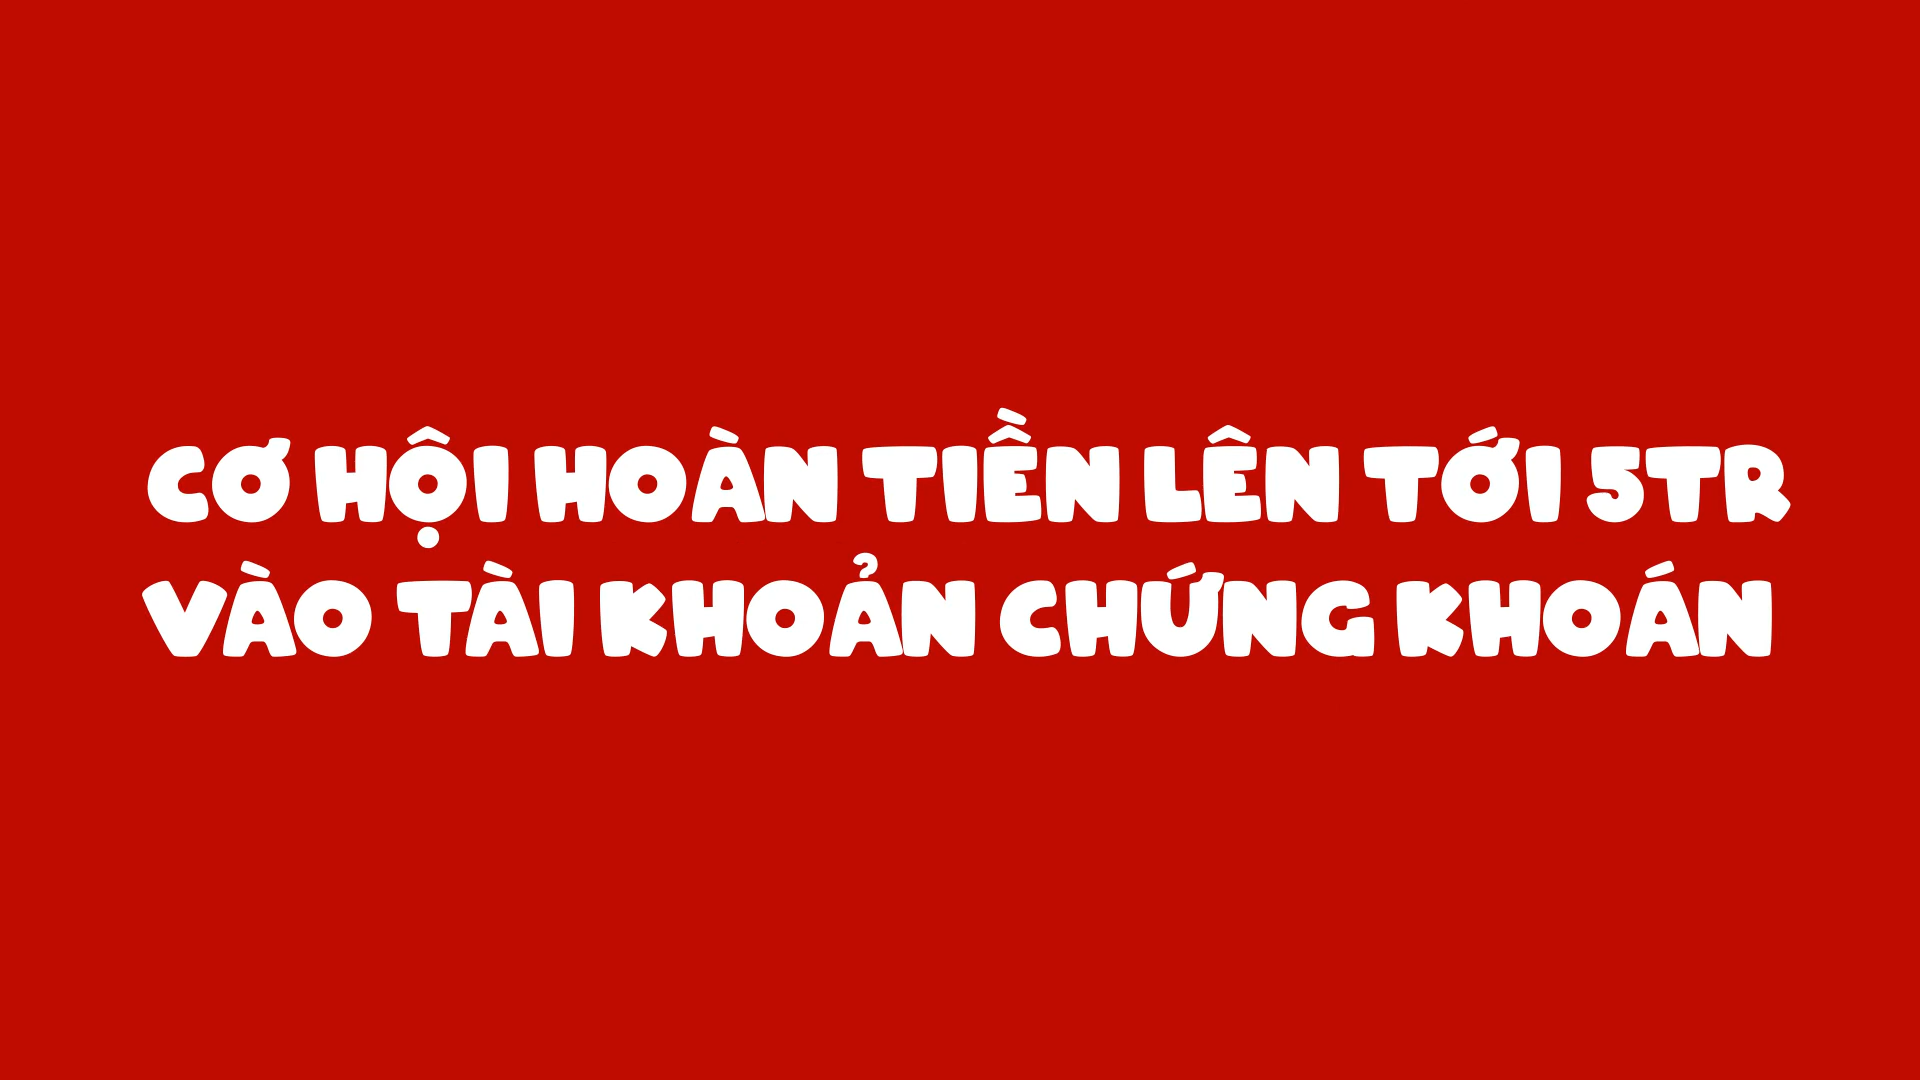 CƠ HỘI HOÀN TIỀN LÊN TỚI 5TR
VÀO TÀI KHOẢN CHỨNG KHOÁN